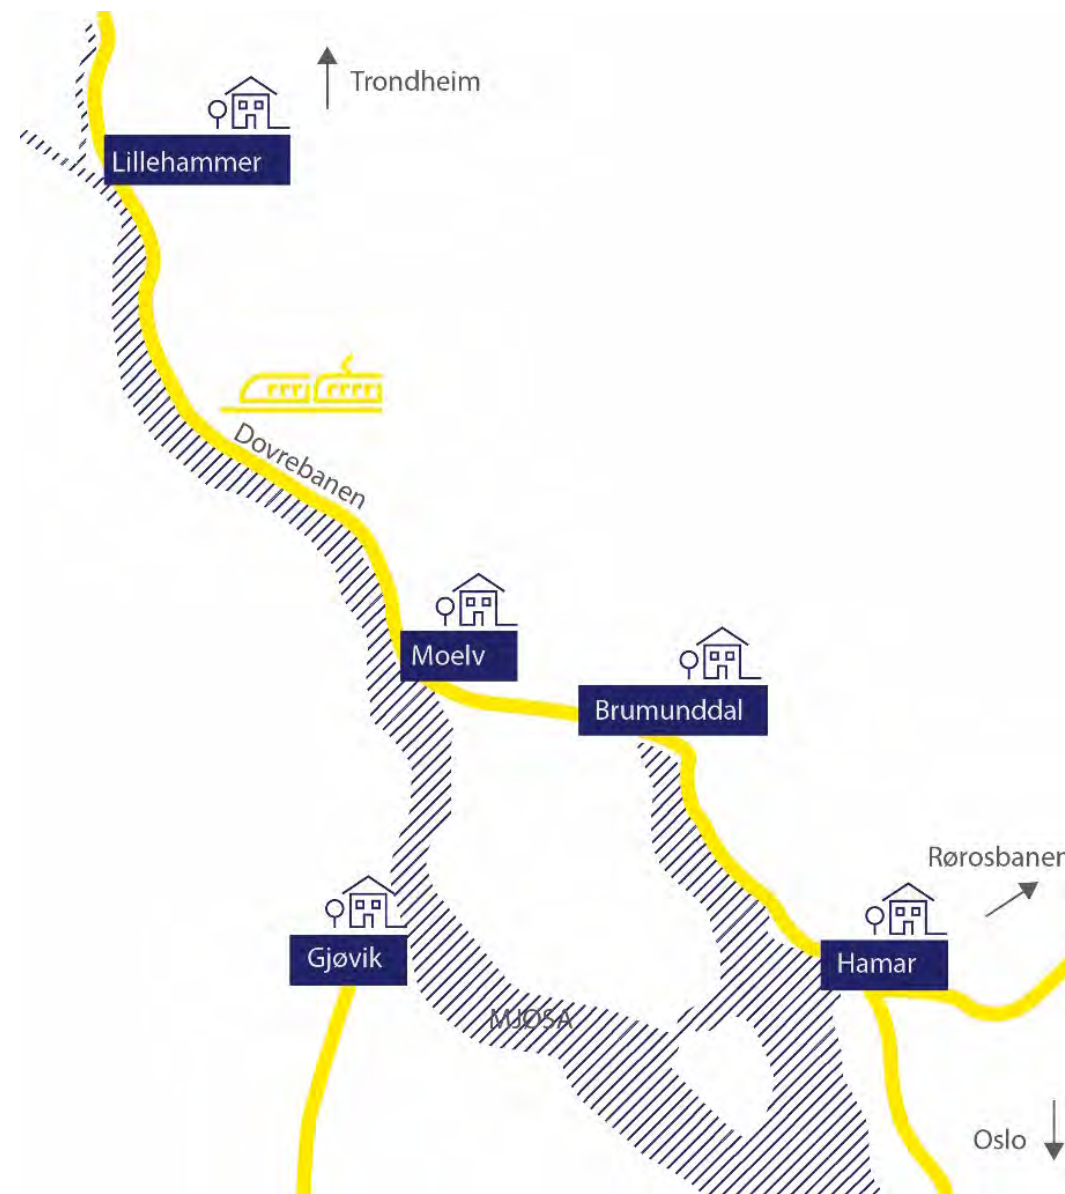 Trondheim
Lillehammer
Dovrebanen
Moelv
Brumunddal
Rørosbanen
Gjøvik
Hamar
MJØSA
Oslo